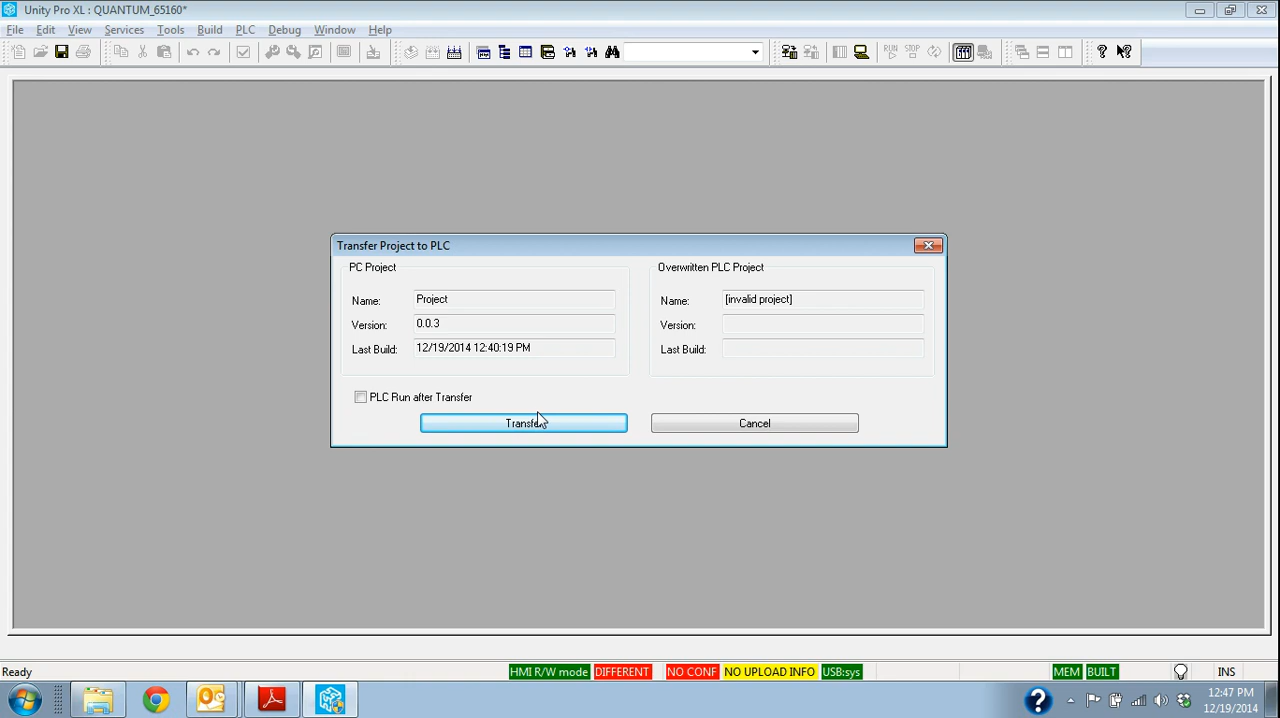 Unity Pro XL : QUANTUM_65160*
File Edit View Services Tools Build PLC Debug Window Help
RUN STOP
Transfer Project to PLC
PC Project
Name: Project
Version: 0.0.3
Last Build: 12/19/2014 12:40:19 PM
Overwritten PLC Project
Name: [invalid project]
Version:
Last Build:
PLC Run after Transfer
Transfer Cancel
Ready HMI R/W mode DIFFERENT NO CONF NO UPLOAD INFO USB:sys MEM BUILT INS
12:47 PM
12/19/2014